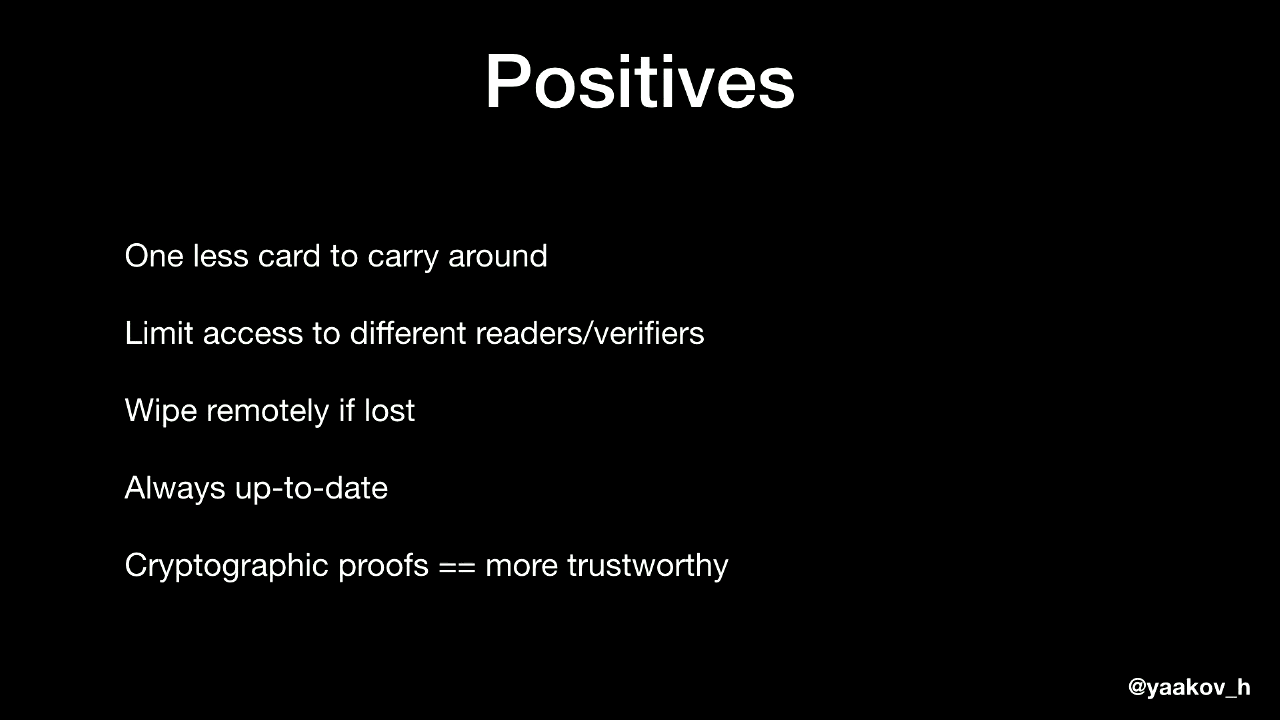 Positives
One less card to carry around
Limit access to different readers/verifiers
Wipe remotely if lost
Always up-to-date
Cryptographic proofs == more trustworthy
@yaakov_h